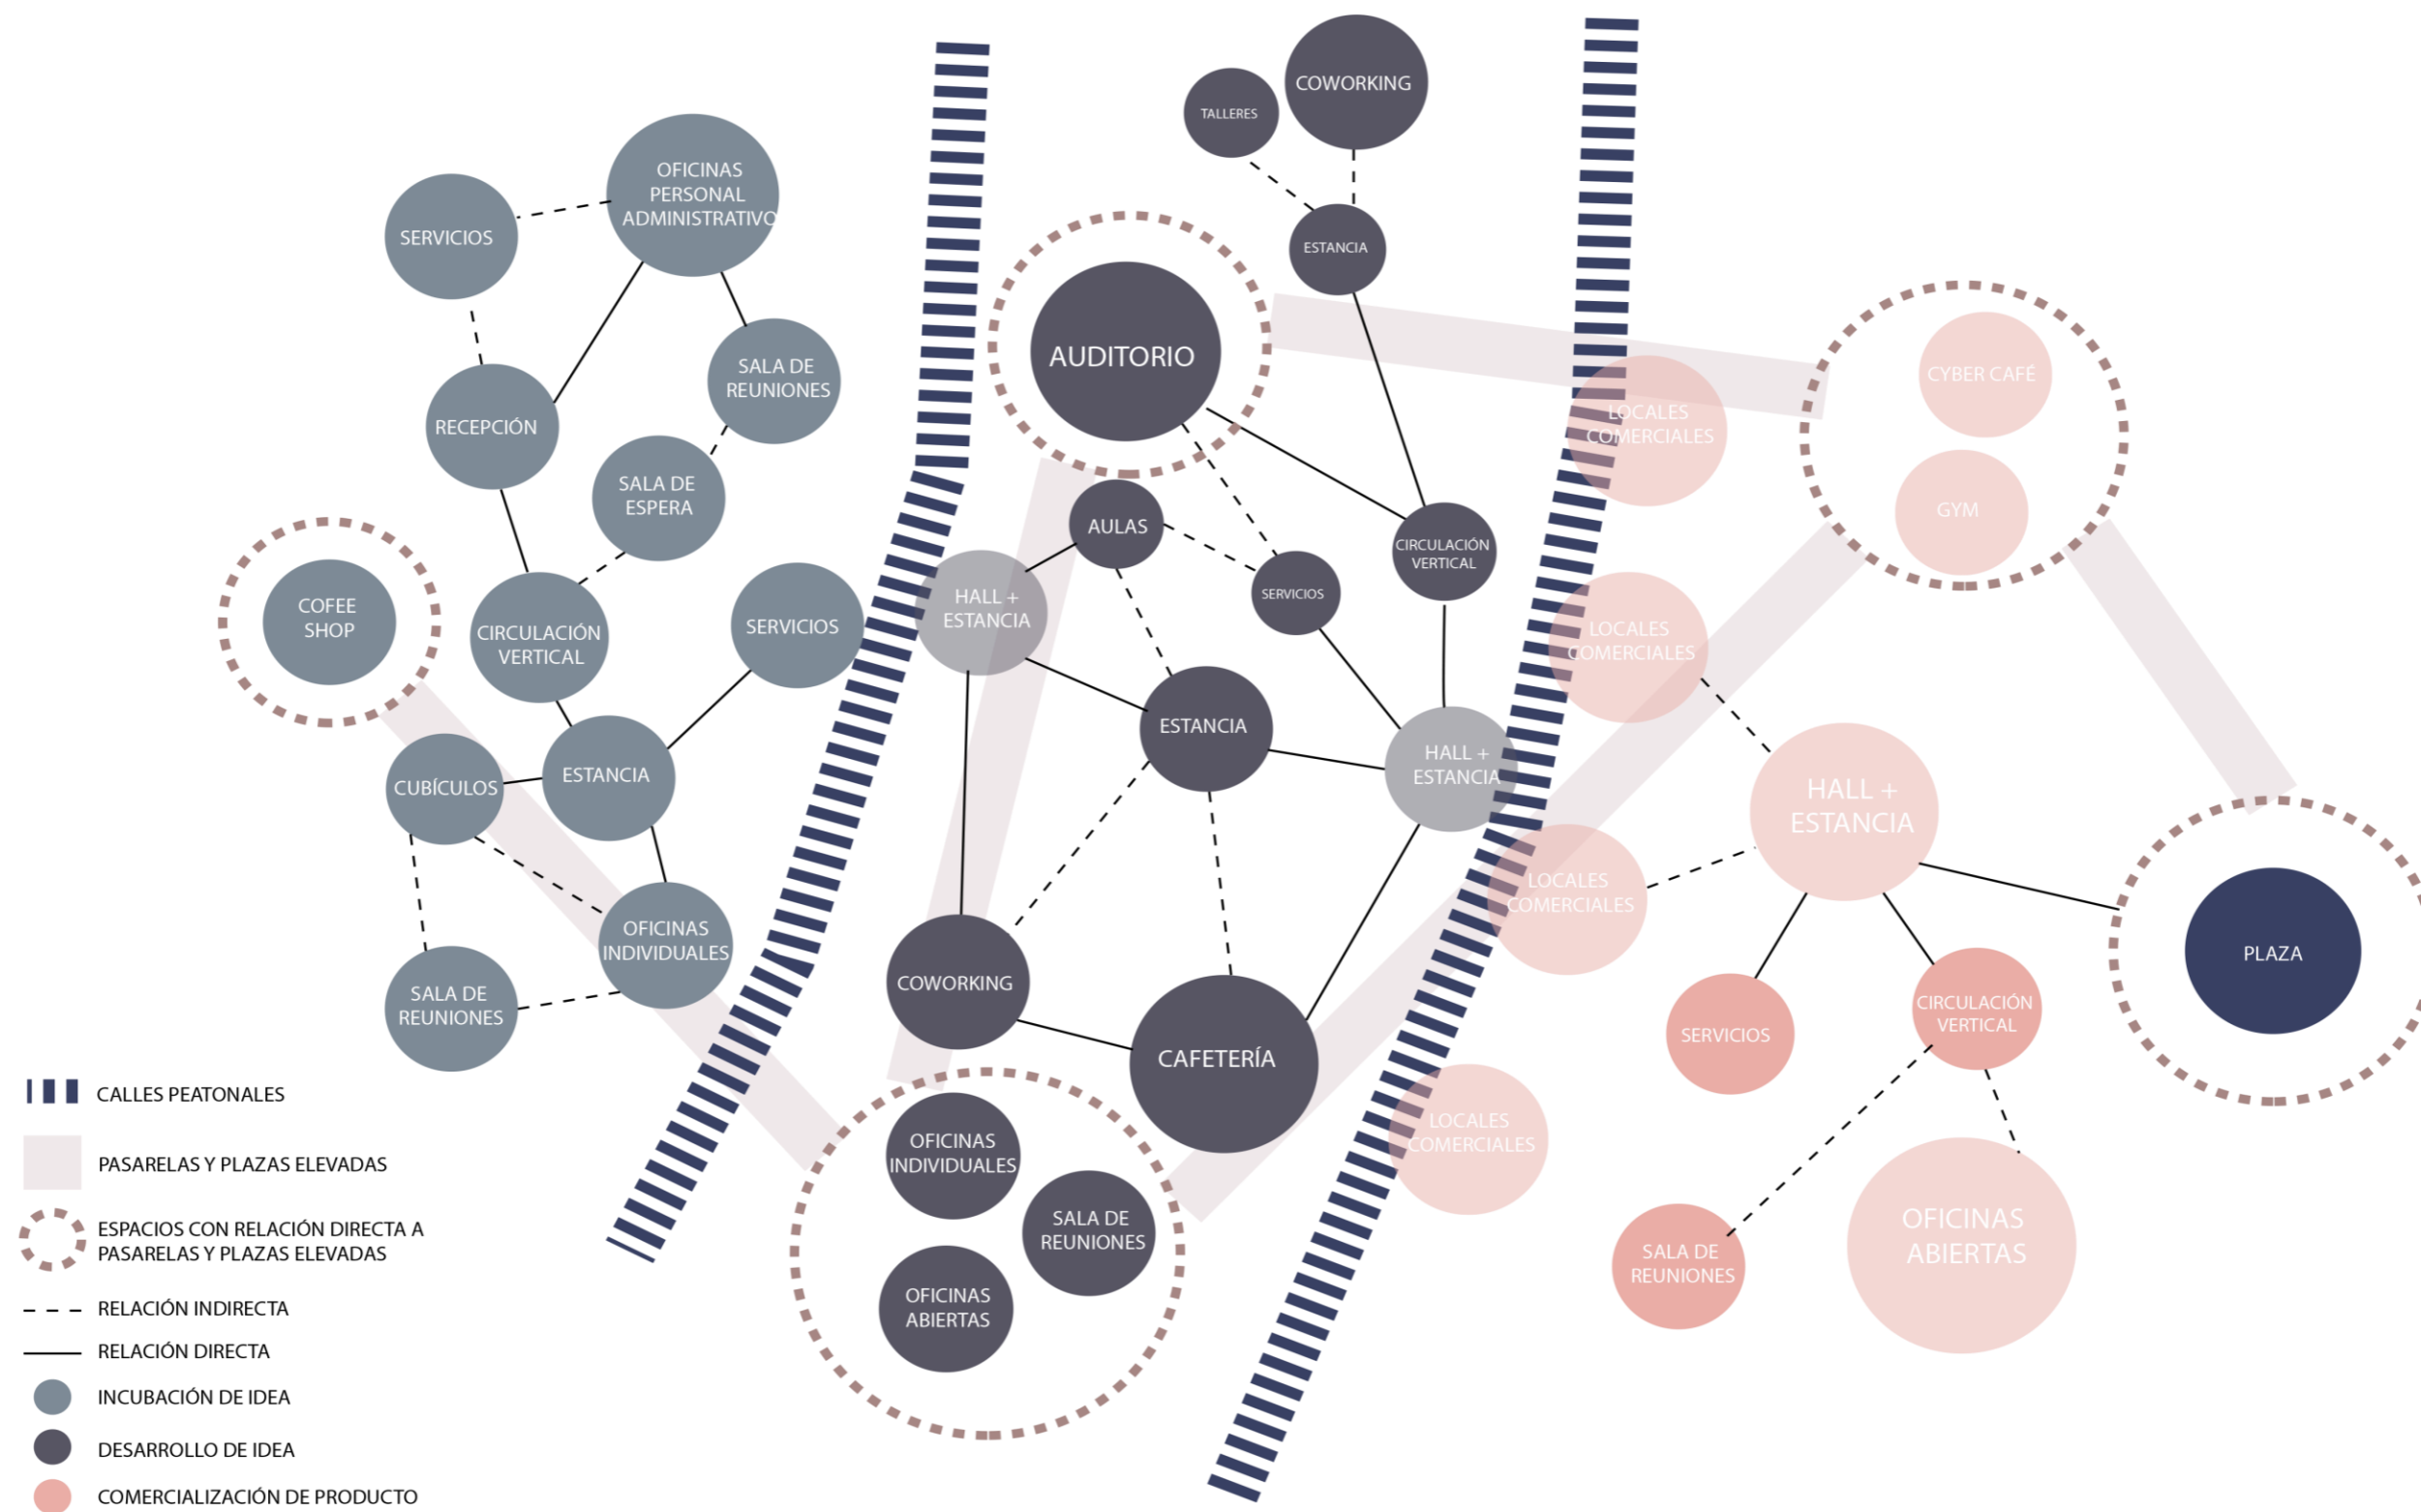 COWORKING
TALLERES
OFICINAS
PERSONAL
ADMINISTRATIVO
SERVICIOS
ESTANCIA
AUDITORIO
SALA DE
REUNIONES
CYBER CAFÉ
RECEPCIÓN
LOCALES
COMERCIALES
SALA DE
ESPERA
GYM
AULAS
CIRCULACIÓN
VERTICAL
SERVICIOS
HALL +
ESTANCIA
COFEE
SHOP
CIRCULACIÓN
VERTICAL
SERVICIOS
LOCALES
COMERCIALES
ESTANCIA
HALL +
ESTANCIA
CUBÍCULOS
ESTANCIA
HALL +
ESTANCIA
LOCALES
COMERCIALES
OFICINAS
INDIVIDUALES
PLAZA
COWORKING
SALA DE
REUNIONES
CIRCULACIÓN
VERTICAL
SERVICIOS
CAFETERÍA
LOCALES
COMERCIALES
OFICINAS
INDIVIDUALES
SALA DE
REUNIONES
OFICINAS
ABIERTAS
SALA DE
REUNIONES
OFICINAS
ABIERTAS
CALLES PEATONALES
PASARELAS Y PLAZAS ELEVADAS
ESPACIOS CON RELACIÓN DIRECTA A
PASARELAS Y PLAZAS ELEVADAS
RELACIÓN INDIRECTA
RELACIÓN DIRECTA
INCUBACIÓN DE IDEA
DESARROLLO DE IDEA
COMERCIALIZACIÓN DE PRODUCTO